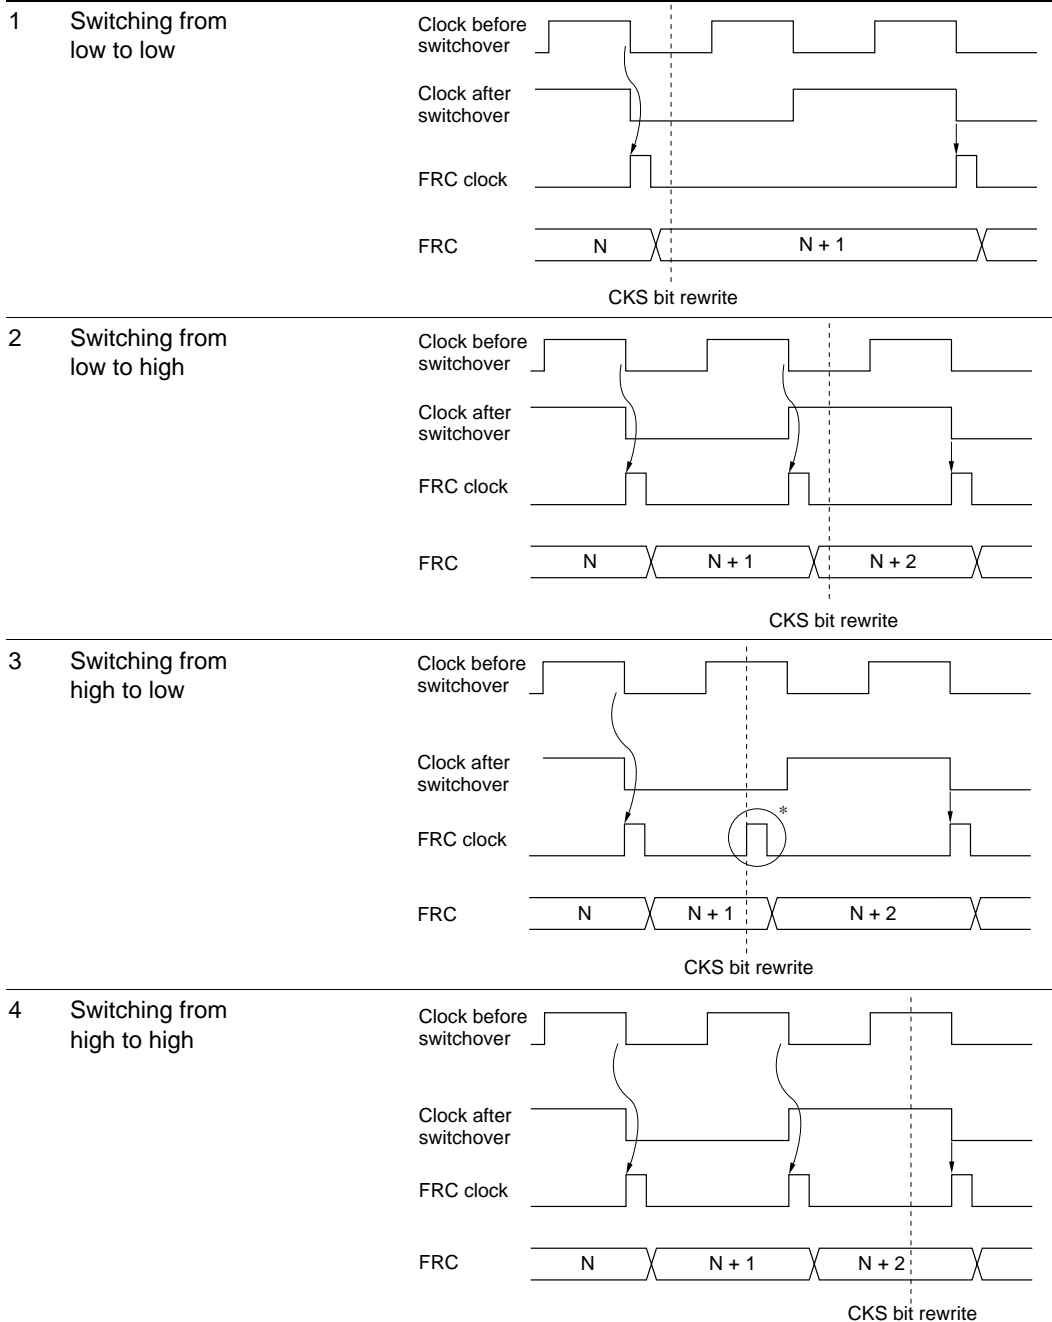 1 Switching from
low to low
Clock before
switchover
Clock after
switchover
FRC clock
FRC N N + 1
CKS bit rewrite
2 Switching from
low to high
Clock before
switchover
Clock after
switchover
FRC clock
FRC N N + 1 N + 2
CKS bit rewrite
3 Switching from
high to low
Clock before
switchover
Clock after
switchover
*
FRC clock
FRC N N + 1 N + 2
CKS bit rewrite
4 Switching from
high to high
Clock before
switchover
Clock after
switchover
FRC clock
FRC N N + 1 N + 2
CKS bit rewrite